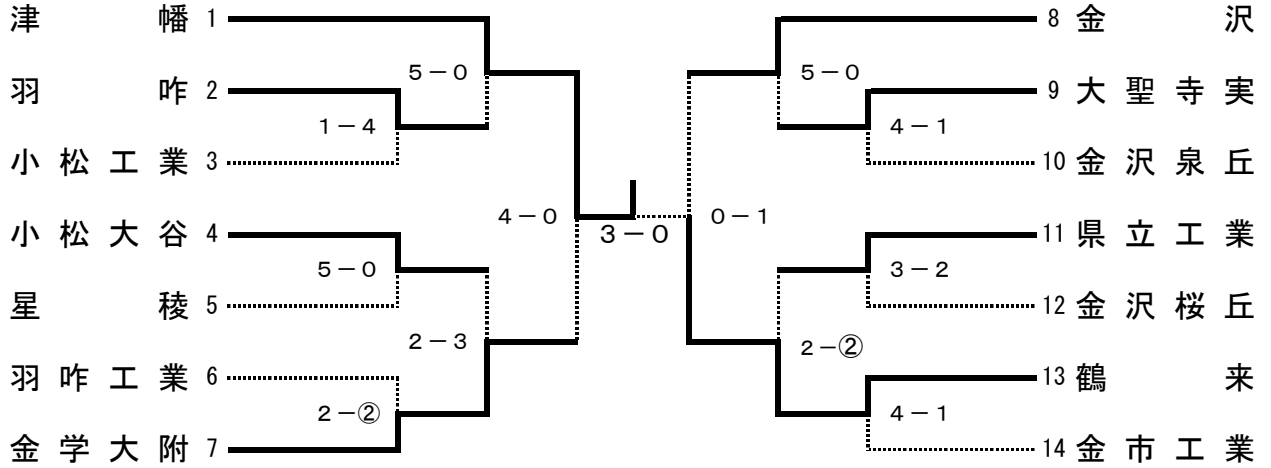 津幡 1
8 金沢
5－0
5－0
羽咋 2
9 大聖寺実
1－4
4－1
小松工業 3
10 金沢泉丘
4－0
3－0
0－1
小松大谷 4
11 県立工業
5－0
3－2
星稜 5
12 金沢桜丘
2－3
2－②
羽咋工業 6
13 鶴来
2－②
4－1
金学大附 7
14 金市工業